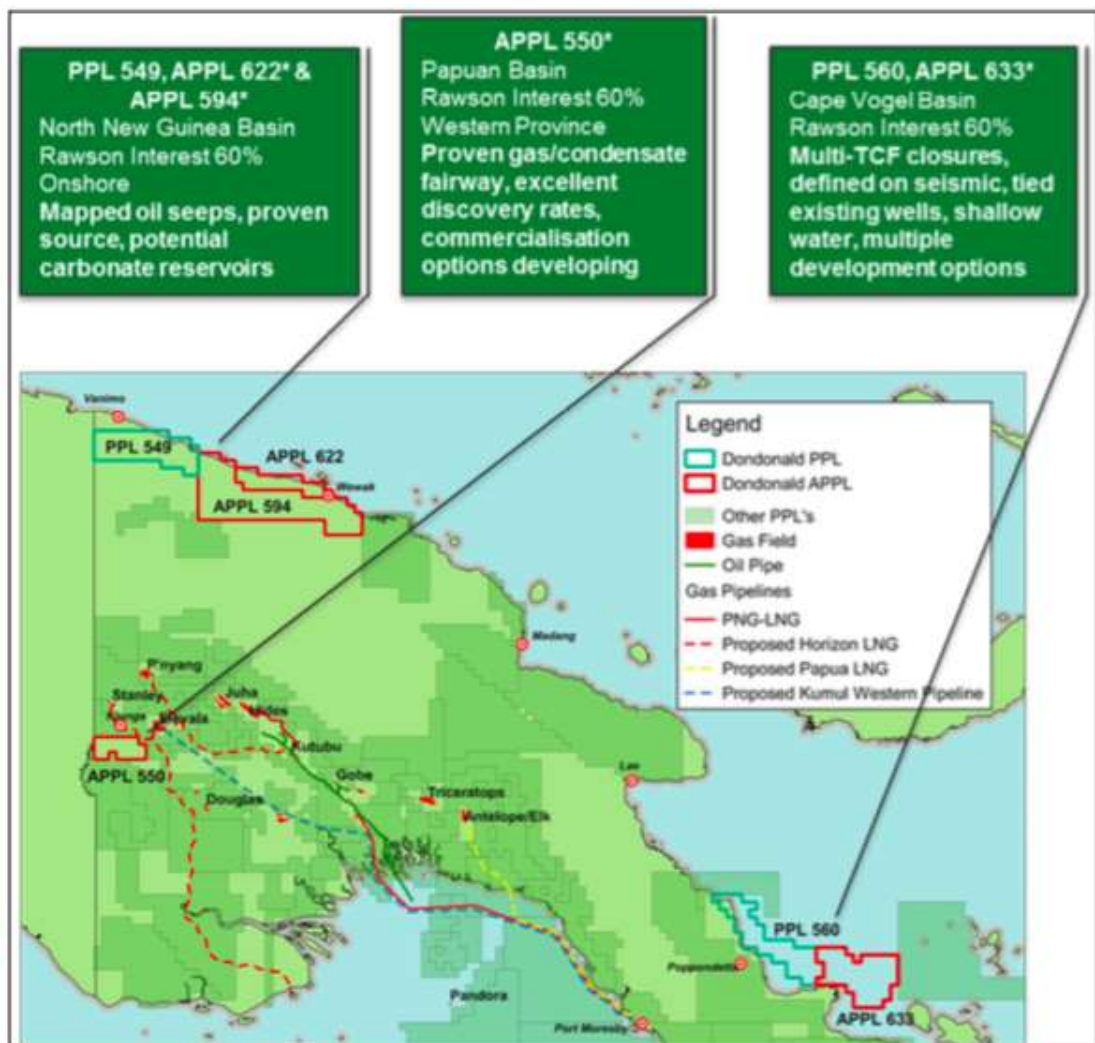 PPL 549, APPL 622* &
APPL 594*
North New Guinea Basin
Rawson Interest 60%
Onshore
Mapped oil seeps, proven
source, potential
carbonate reservoirs
APPL 550*
Papuan Basin
Rawson Interest 60%
Western Province
Proven gas/condensate
fairway, excellent
discovery rates,
commercialisation
options developing
PPL 560, APPL 633*
Cape Vogel Basin
Rawson Interest 60%
Multi-TCF closures,
defined on seismic, tied
existing wells, shallow
water, multiple
development options
Vanimo
PPL 549
APPL 622
Wewak
APPL 594
Madang
Legend
Dondonald PPL
Dondonald APPL
Other PPL's
Gas Field
Oil Pipe
Gas Pipelines
PNG-LNG
Proposed Horizon LNG
Proposed Papua LNG
Proposed Kumul Western Pipeline
P'nyang
Stanley
Juha
Kutubu
APPL 550
Gobe
Douglas
Triceratops
Antelope/Elk
Lae
PPL 560
Poppondetta
Pandora
Port Moresby
APPL 633